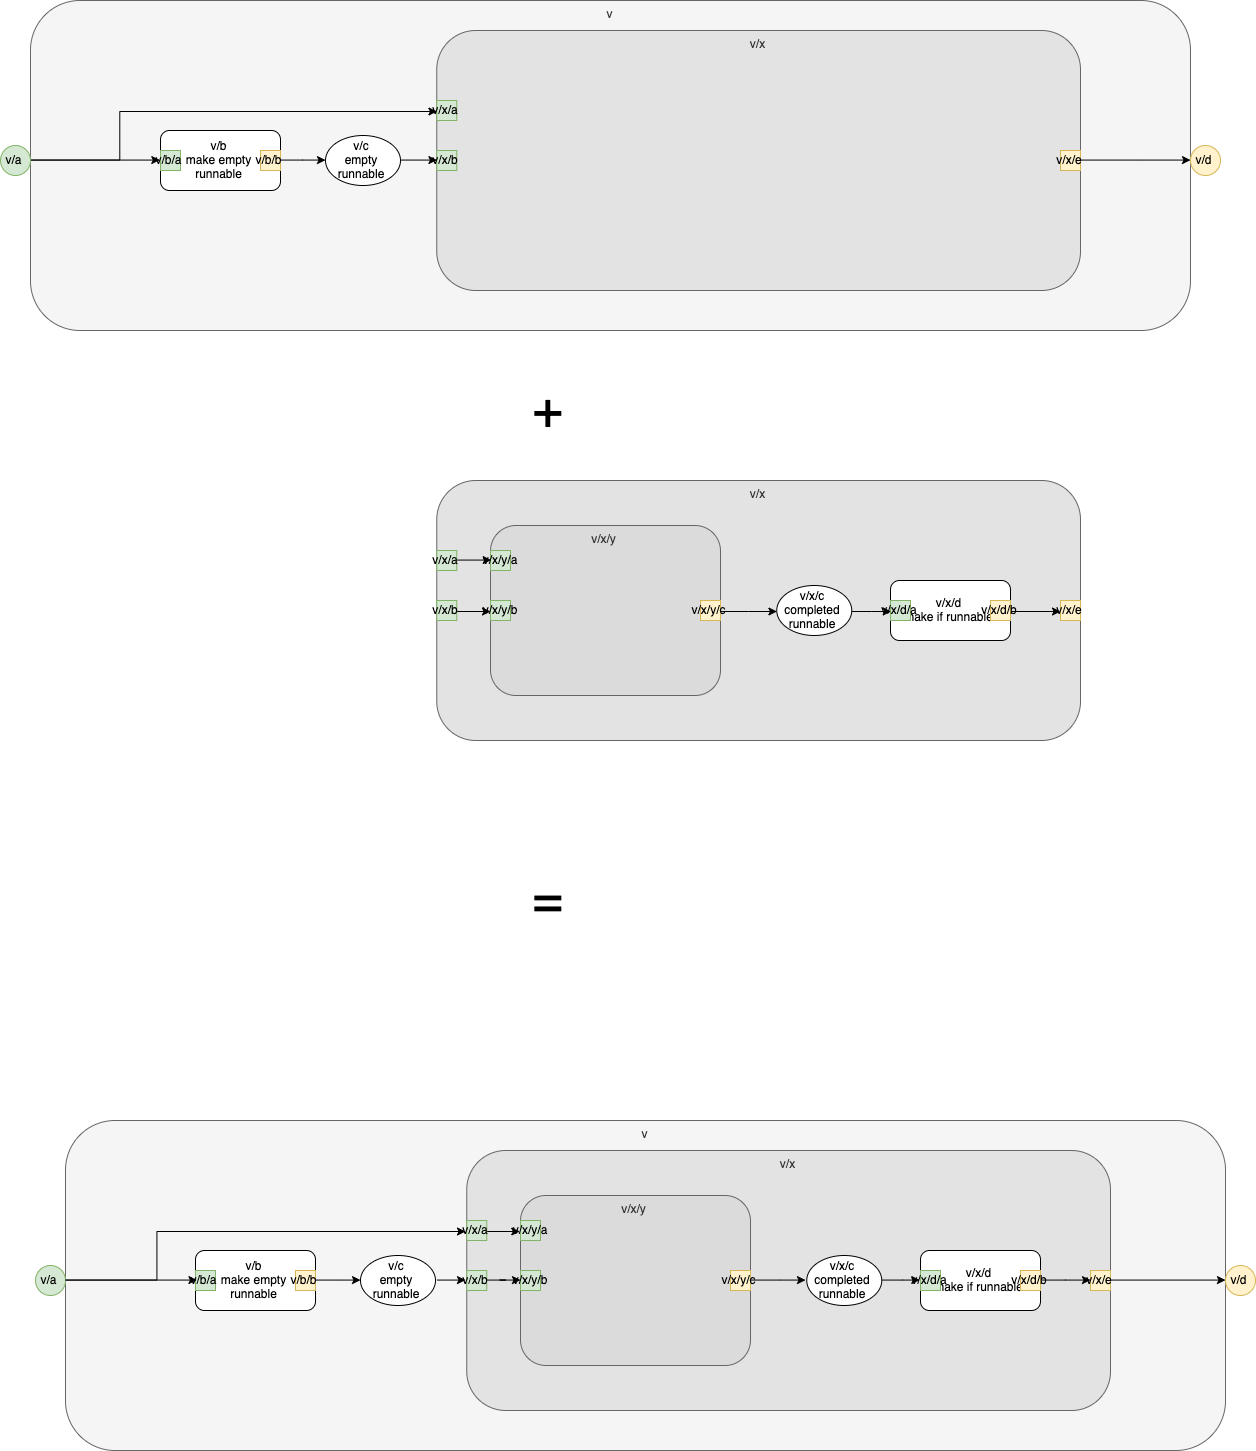 v
v/x
v/x/a
v/a
v/b/a
v/b
make empty
runnable
v/b/b
v/c
empty
runnable
v/x/b
v/x/e
v/d
+
v/x
v/x/y
v/x/a
v/x/y/a
v/x/b
v/x/y/b
v/x/y/c
v/x/c
completed
runnable
v/x/d/a
v/x/d
make if runnable
v/x/d/b
v/x/e
=
v
v/x
v/x/y
v/x/a
v/x/y/a
v/a
v/b/a
v/b
make empty
runnable
v/b/b
v/c
empty
runnable
v/x/b
v/x/y/b
v/x/y/c
v/x/c
completed
runnable
v/x/d/a
v/x/d
make if runnable
v/x/d/b
v/x/e
v/d